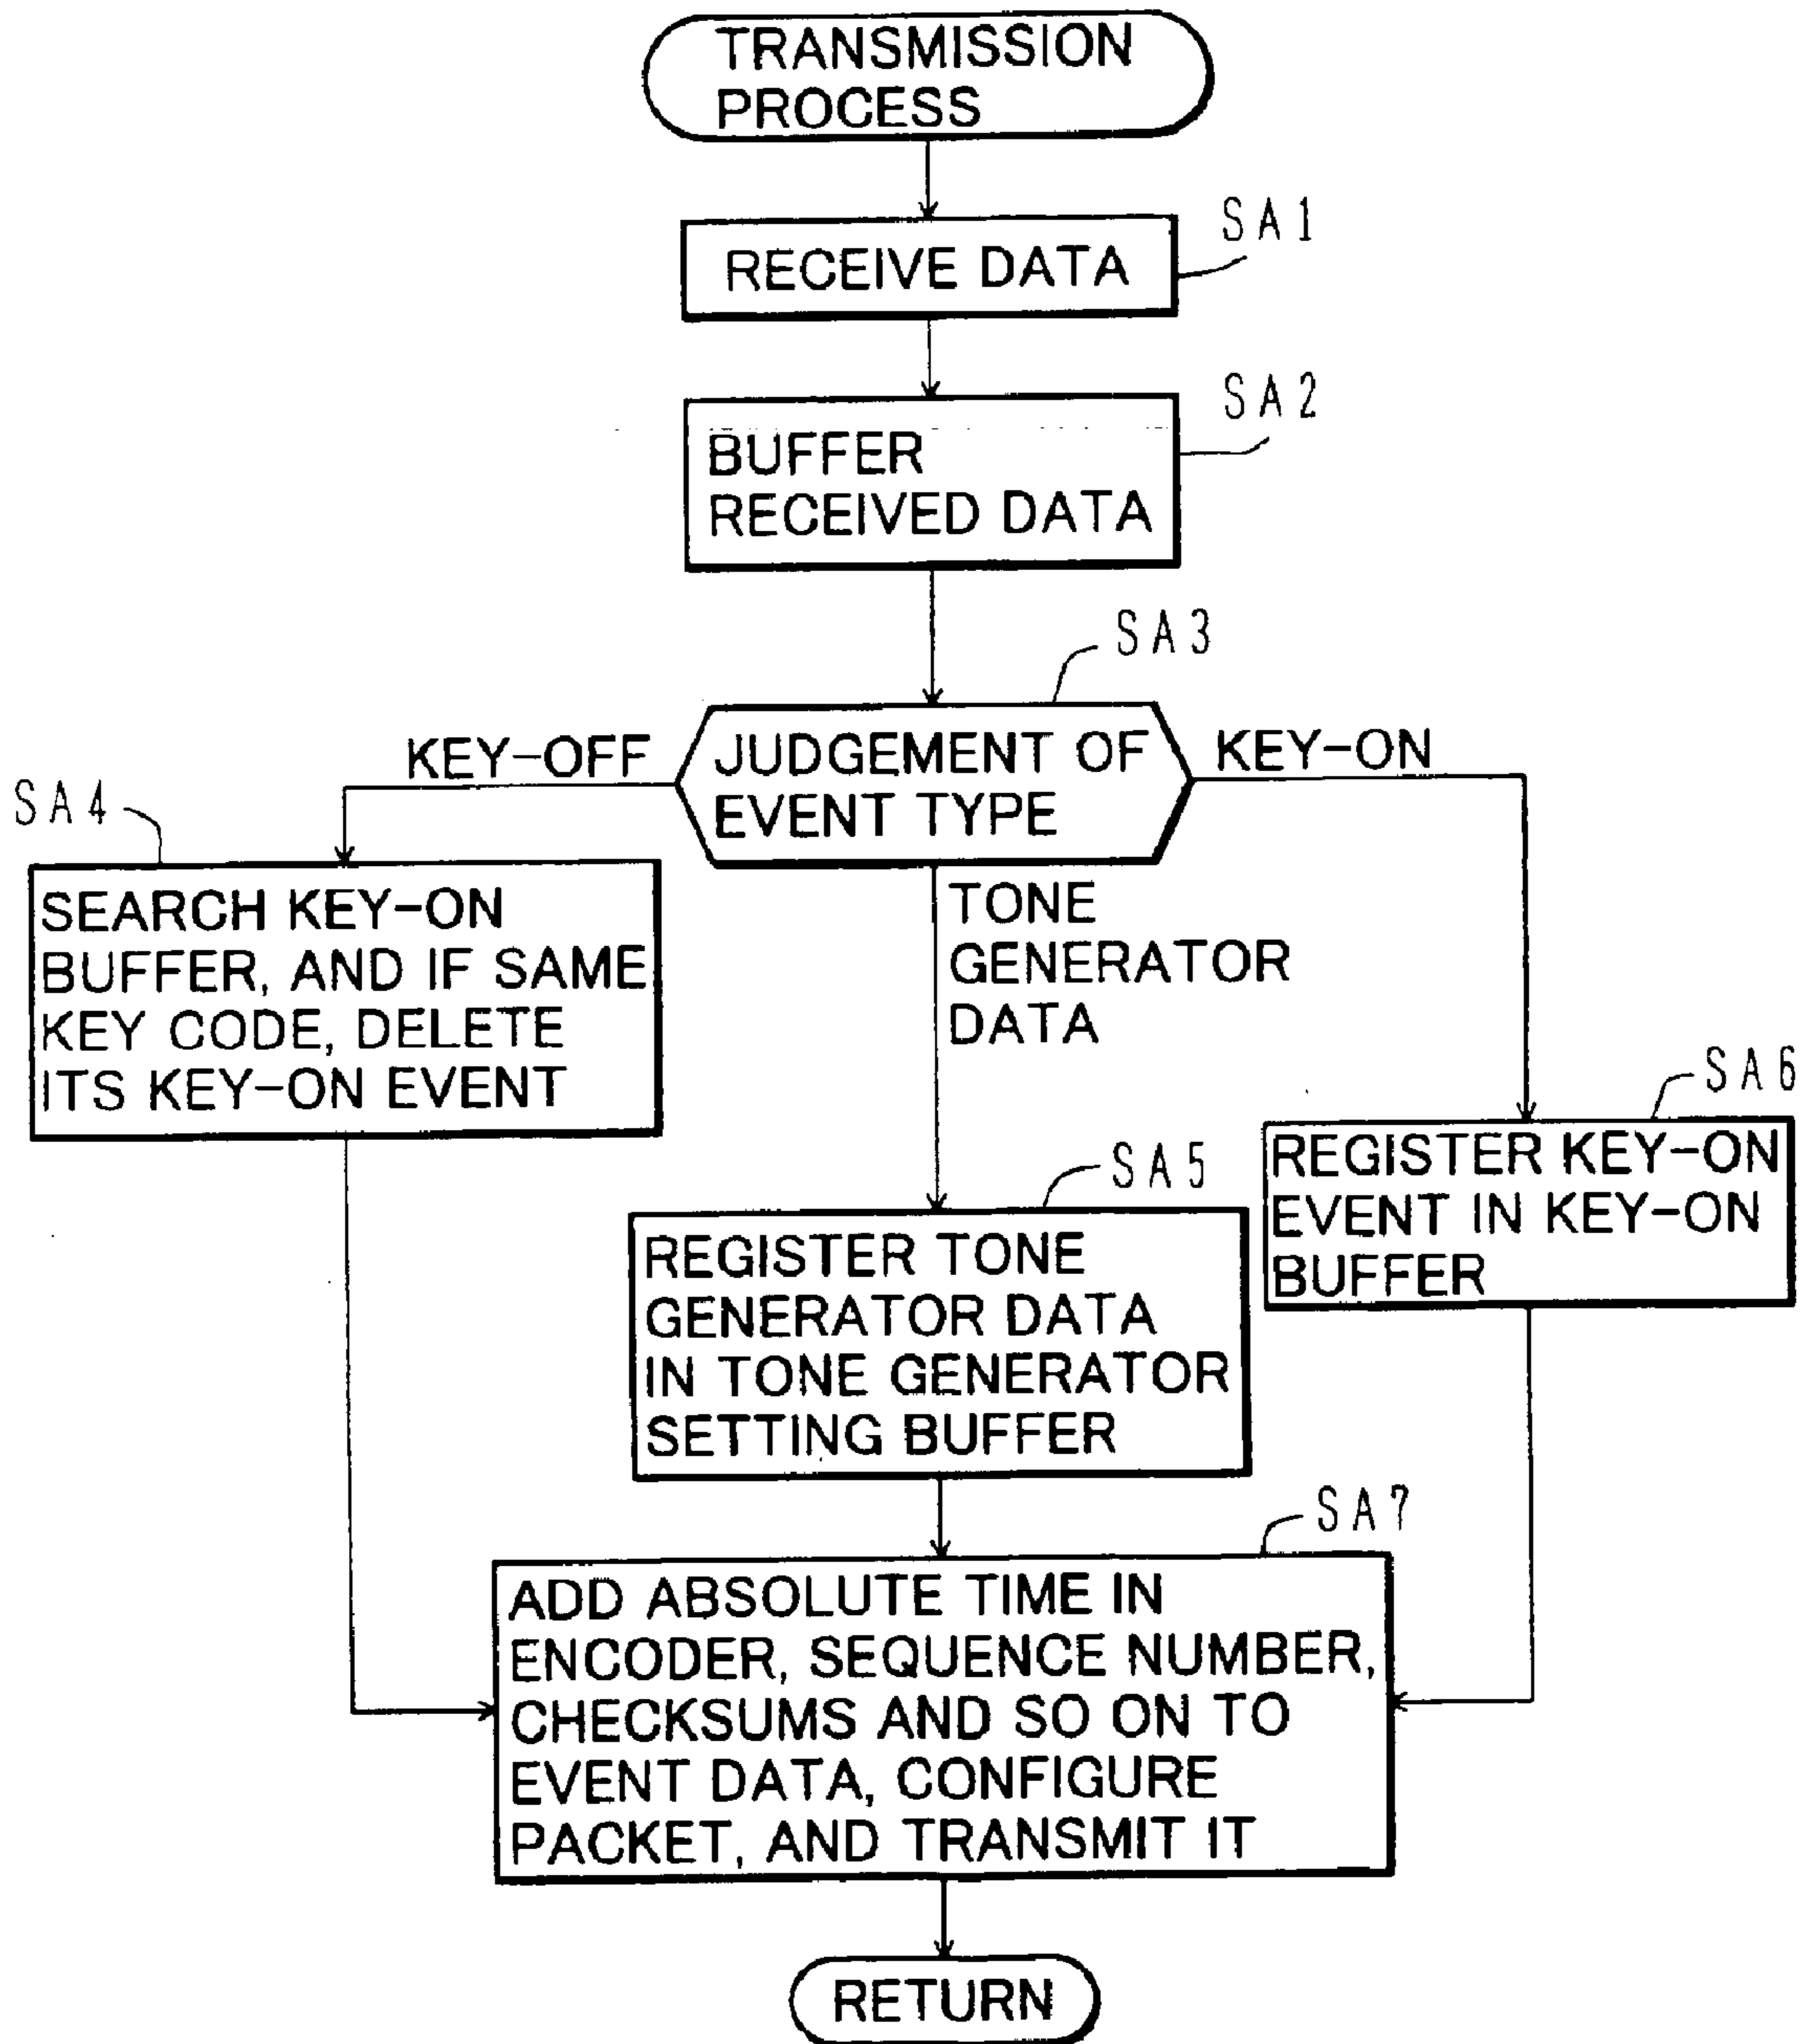 TRANSMISSION
PROCESS
SA1
RECEIVE DATA
SA2
BUFFER
RECEIVED DATA
SA3
KEY-OFF
JUDGEMENT OF
EVENT TYPE
KEY-ON
SA4
SEARCH KEY-ON
BUFFER, AND IF SAME
KEY CODE, DELETE
ITS KEY-ON EVENT
TONE
GENERATOR
DATA
SA6
REGISTER KEY-ON
EVENT IN KEY-ON
BUFFER
SA5
REGISTER TONE
GENERATOR DATA
IN TONE GENERATOR
SETTING BUFFER
SA7
ADD ABSOLUTE TIME IN
ENCODER, SEQUENCE NUMBER,
CHECKSUMS AND SO ON TO
EVENT DATA, CONFIGURE
PACKET, AND TRANSMIT IT
RETURN